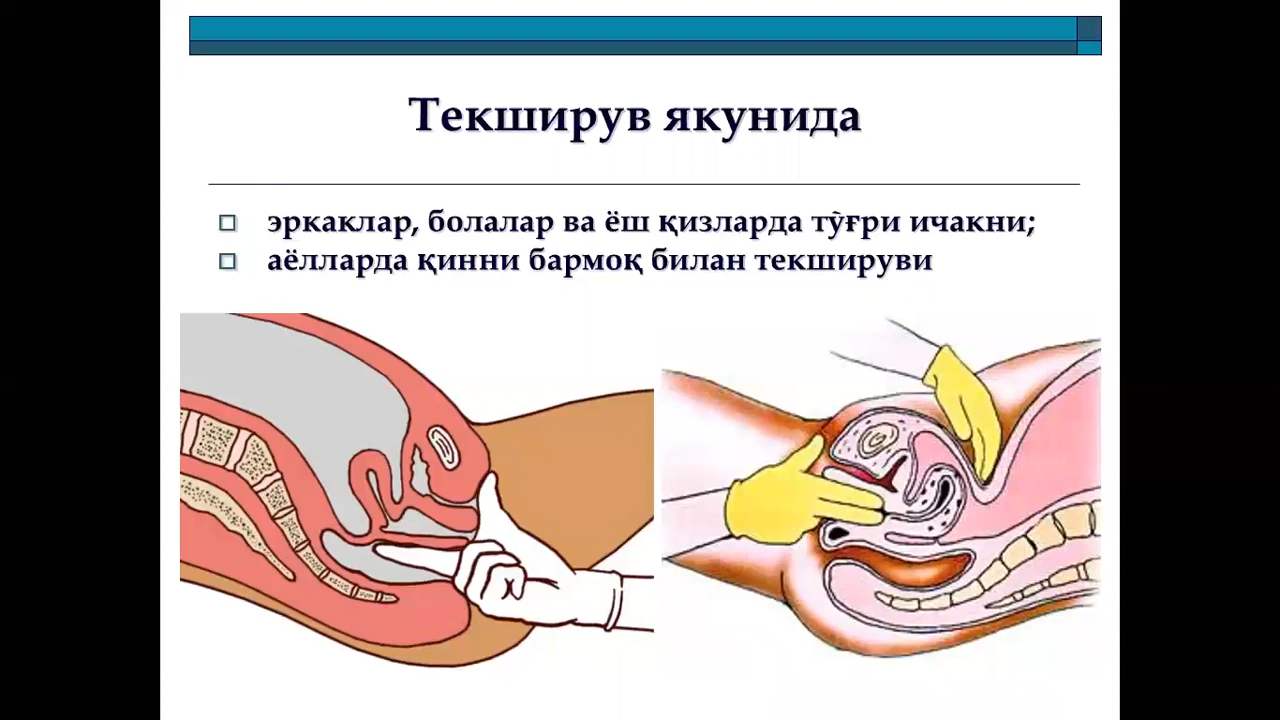 Текширув якунида
эркаклар, болалар ва ёш қизларда тўғри ичакни;
аёлларда қинни бармоқ билан текшируви